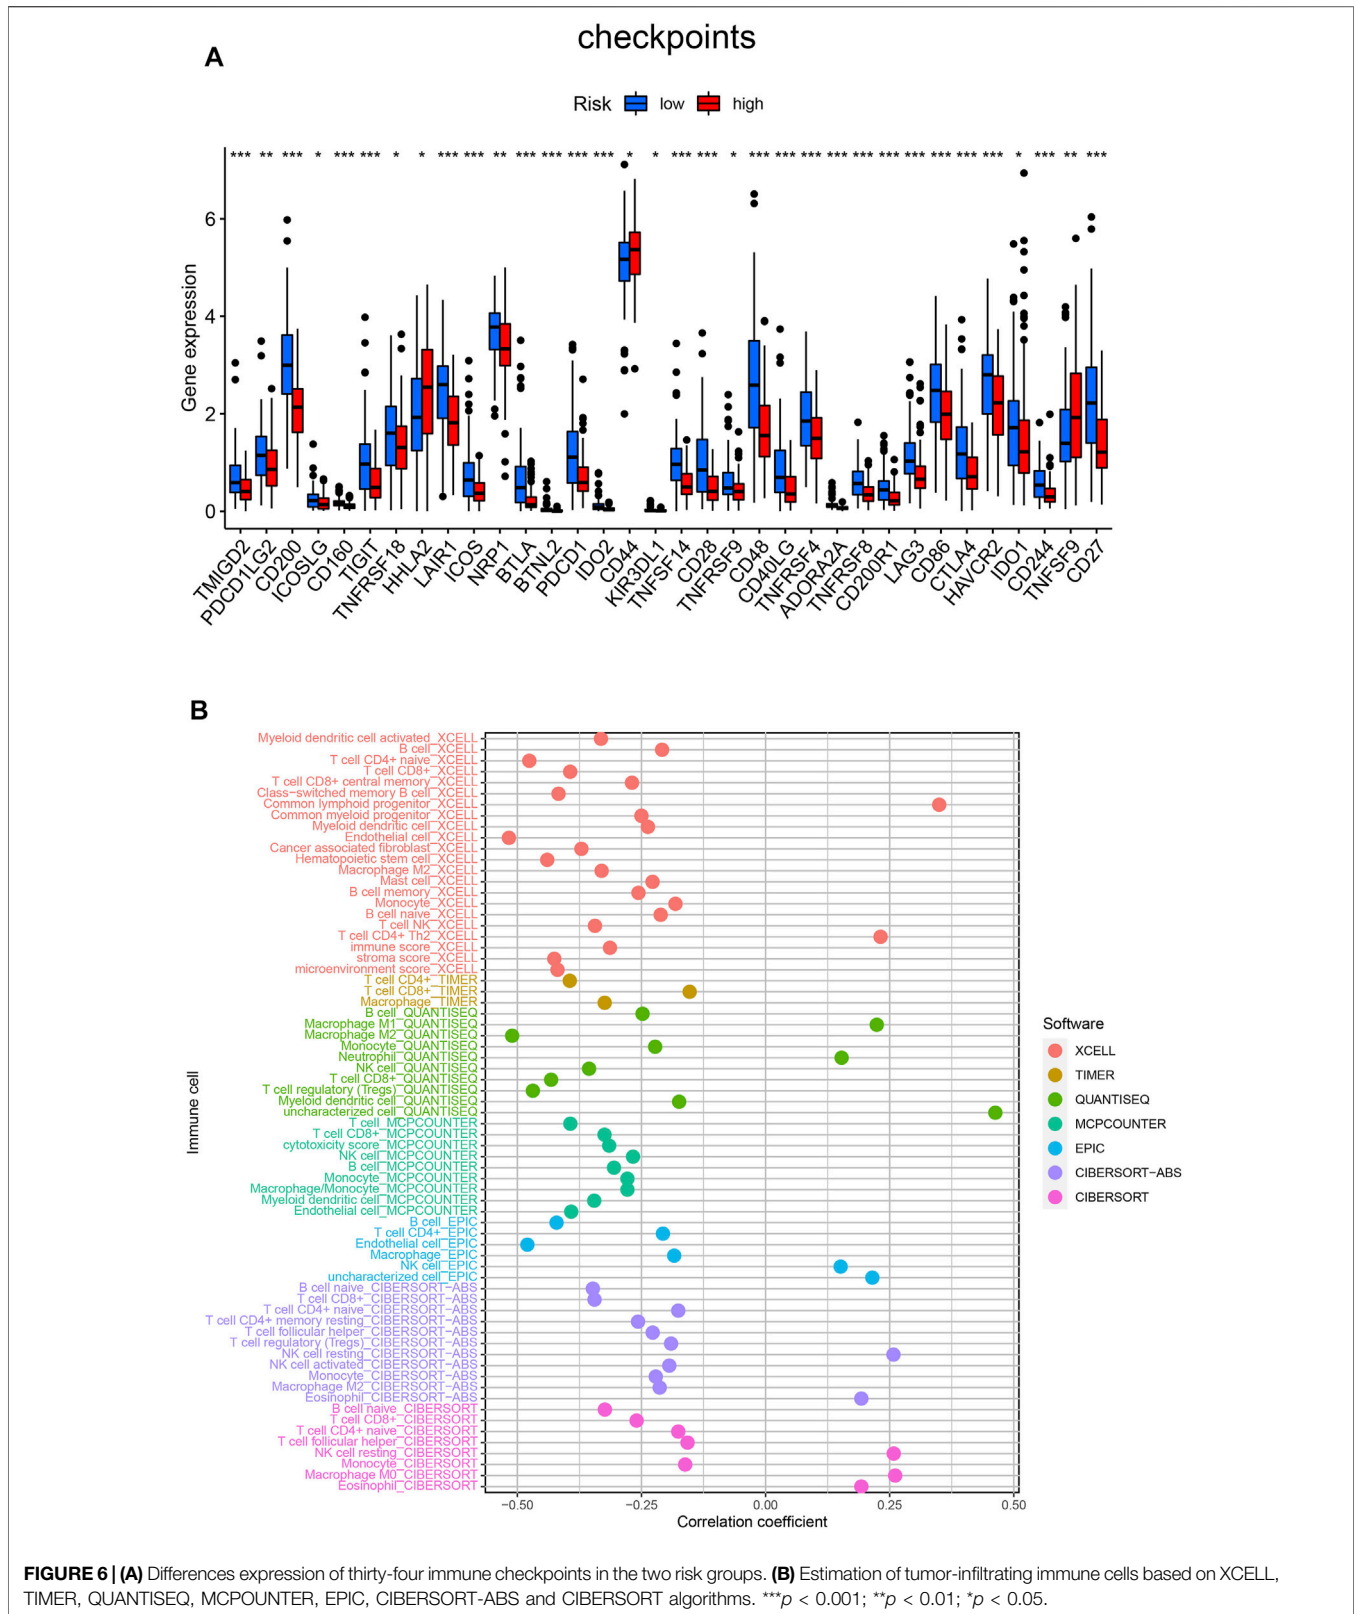 checkpoints
A
Risk low high
*** ** *** * *** *** * * *** *** ** *** *** *** *** * * *** *** * *** *** *** *** *** *** *** *** *** *** * *** ** ***
Gene expression
6
4
2
0
TMIGD2
PDCD1LG2
CD200
ICOSLG
CD160
TIGIT
TNFRSF18
HHLA2
LAIR1
ICOS
NRP1
BTLA
BTNL2
PDCD1
IDO2
CD44
KIR3DL1
TNFSF14
CD28
TNFRSF9
CD48
CD40LG
TNFRSF4
ADORA2A
TNFRSF8
CD200R1
LAG3
CD86
CTLA4
HAVCR2
IDO1
CD244
TNFSF9
CD27
B
Immune cell
Myeloid dendritic cell activated_XCELL
B cell_XCELL
T cell CD4+ naive_XCELL
T cell CD8+_XCELL
T cell CD8+ central memory_XCELL
Class−switched memory B cell_XCELL
Common lymphoid progenitor_XCELL
Common myeloid progenitor_XCELL
Myeloid dendritic cell_XCELL
Endothelial cell_XCELL
Cancer associated fibroblast_XCELL
Hematopoietic stem cell_XCELL
Macrophage M2_XCELL
Mast cell_XCELL
B cell memory_XCELL
Monocyte_XCELL
B cell naive_XCELL
T cell NK_XCELL
T cell CD4+ Th2_XCELL
immune score_XCELL
stroma score_XCELL
microenvironment score_XCELL
T cell CD4+_TIMER
T cell CD8+_TIMER
Macrophage_TIMER
B cell_QUANTISEQ
Macrophage M1_QUANTISEQ
Macrophage M2_QUANTISEQ
Monocyte_QUANTISEQ
Neutrophil_QUANTISEQ
NK cell_QUANTISEQ
T cell CD8+_QUANTISEQ
T cell regulatory (Tregs)_QUANTISEQ
Myeloid dendritic cell_QUANTISEQ
uncharacterized cell_QUANTISEQ
T cell_MCPCOUNTER
T cell CD8+_MCPCOUNTER
cytotoxicity score_MCPCOUNTER
NK cell_MCPCOUNTER
B cell_MCPCOUNTER
Monocyte_MCPCOUNTER
Macrophage/Monocyte_MCPCOUNTER
Myeloid dendritic cell_MCPCOUNTER
Endothelial cell_MCPCOUNTER
B cell_EPIC
T cell CD4+_EPIC
Endothelial cell_EPIC
Macrophage_EPIC
NK cell_EPIC
uncharacterized cell_EPIC
B cell naive_CIBERSORT−ABS
T cell CD8+_CIBERSORT−ABS
T cell CD4+ naive_CIBERSORT−ABS
T cell CD4+ memory resting_CIBERSORT−ABS
T cell follicular helper_CIBERSORT−ABS
T cell regulatory (Tregs)_CIBERSORT−ABS
NK cell resting_CIBERSORT−ABS
NK cell activated_CIBERSORT−ABS
Monocyte_CIBERSORT−ABS
Macrophage M2_CIBERSORT−ABS
Eosinophil_CIBERSORT−ABS
B cell naive_CIBERSORT
T cell CD8+_CIBERSORT
T cell CD4+ naive_CIBERSORT
T cell follicular helper_CIBERSORT
NK cell resting_CIBERSORT
Monocyte_CIBERSORT
Macrophage M0_CIBERSORT
Eosinophil_CIBERSORT
−0.50 −0.25 0.00 0.25 0.50
Correlation coefficient
Software
XCELL
TIMER
QUANTISEQ
MCPCOUNTER
EPIC
CIBERSORT−ABS
CIBERSORT
FIGURE 6 | (A) Differences expression of thirty-four immune checkpoints in the two risk groups. (B) Estimation of tumor-infiltrating immune cells based on XCELL,
TIMER, QUANTISEQ, MCPOUNTER, EPIC, CIBERSORT-ABS and CIBERSORT algorithms. ***p < 0.001; **p < 0.01; *p < 0.05.